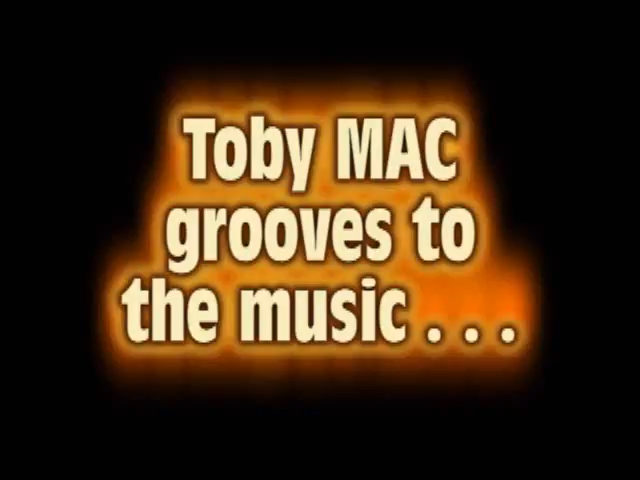 Toby MAC
grooves to
the music . . .